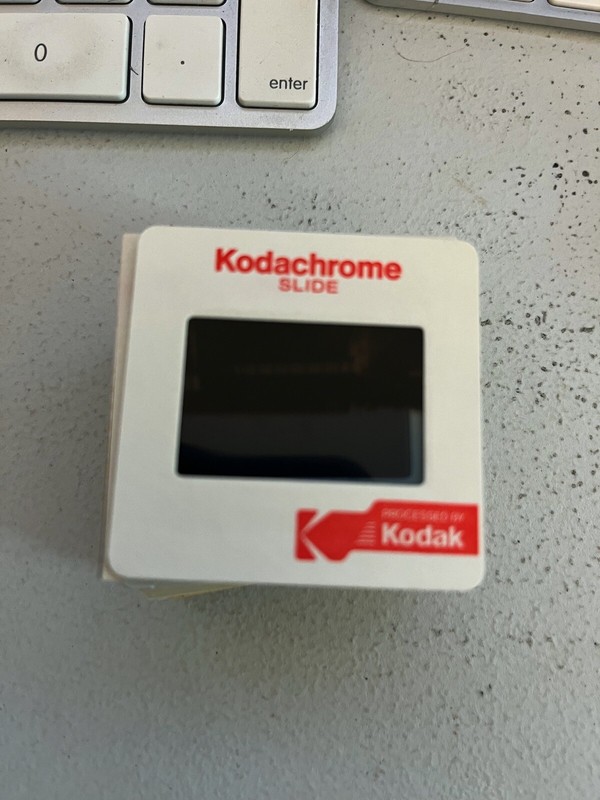 0
.
enter
Kodachrome
SLIDE
PROCESSED BY
Kodak